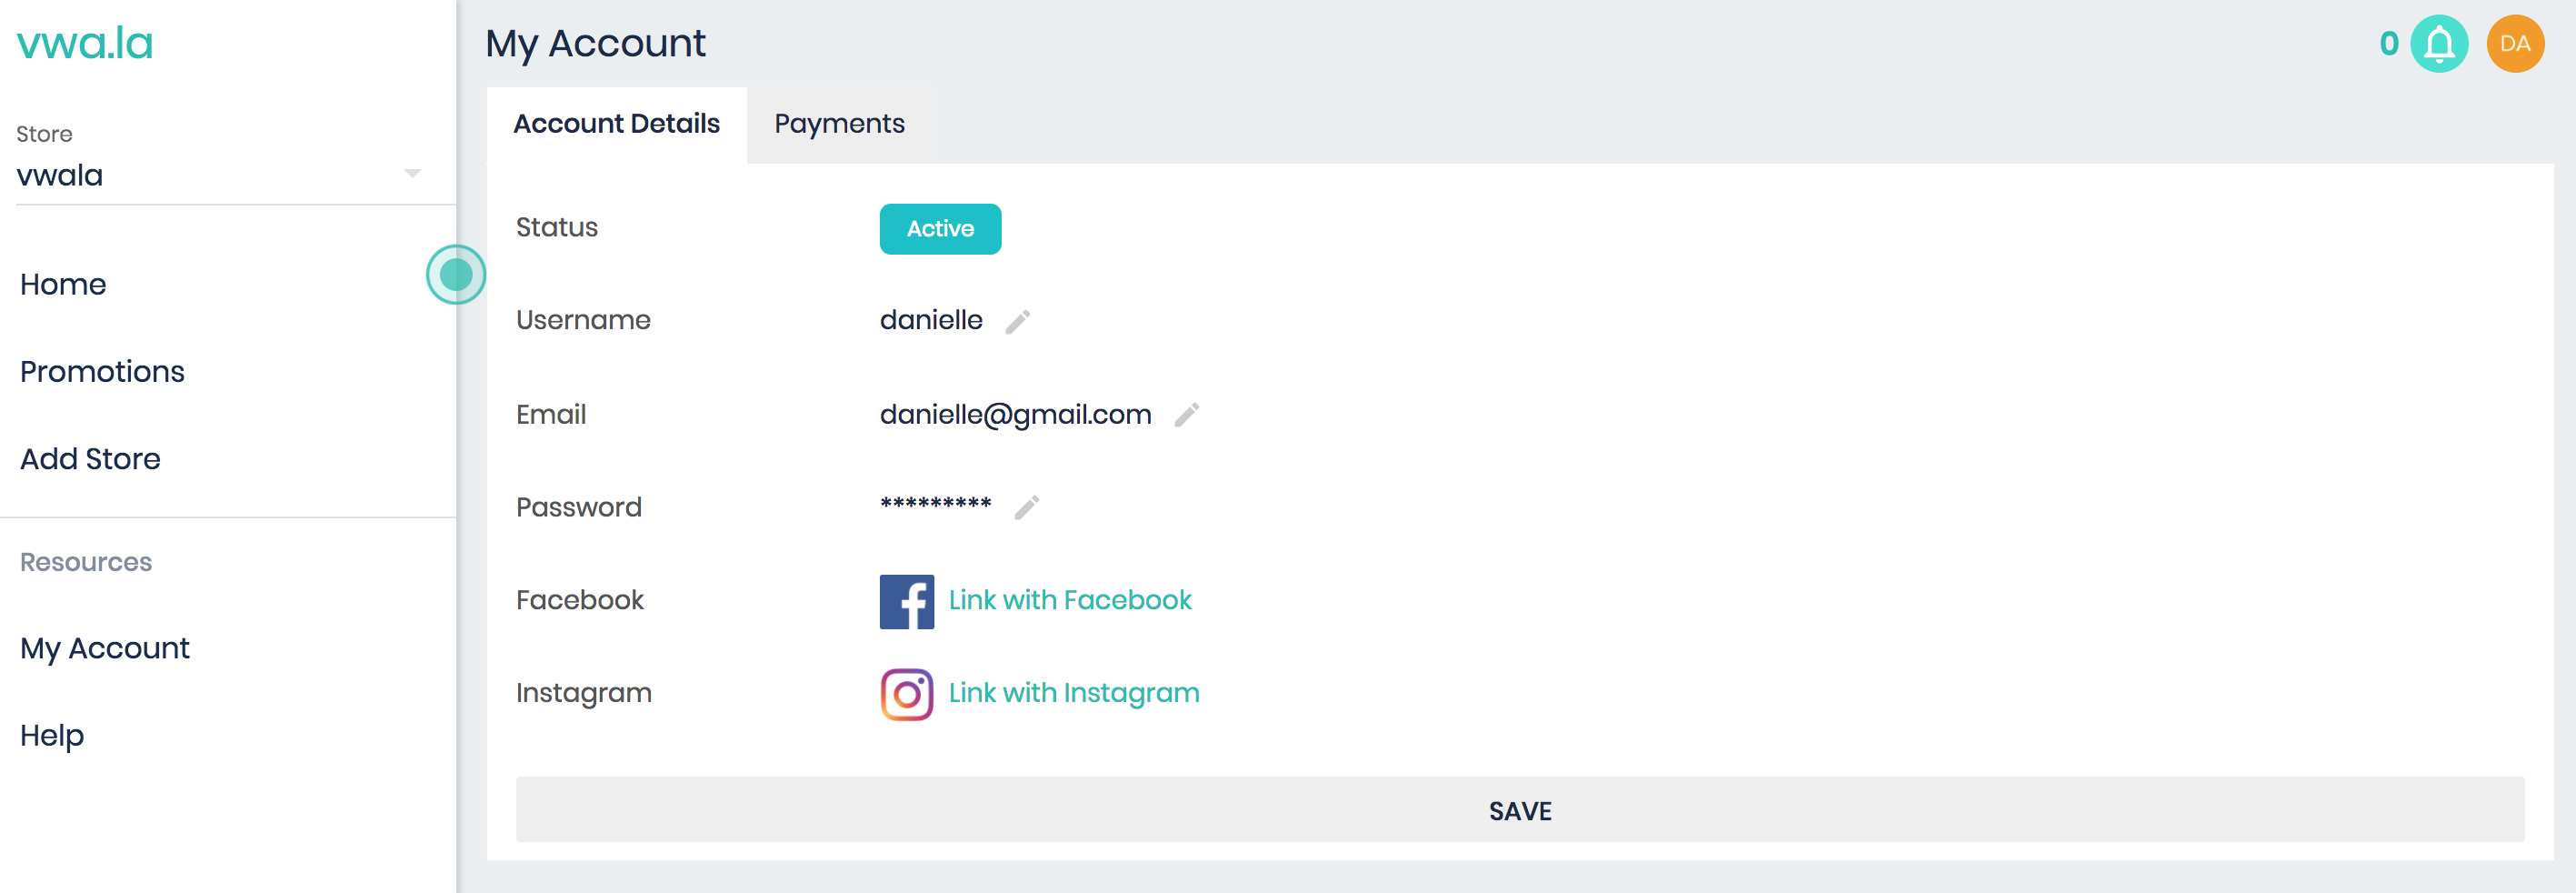 vwa.la
Store
vwala
Home
Promotions
Add Store
Resources
My Account
Help
My Account
0
DA
Account Details
Payments
Status
Active
Username
danielle
Email
danielle@gmail.com
Password
*********
Facebook
Link with Facebook
Instagram
Link with Instagram
SAVE